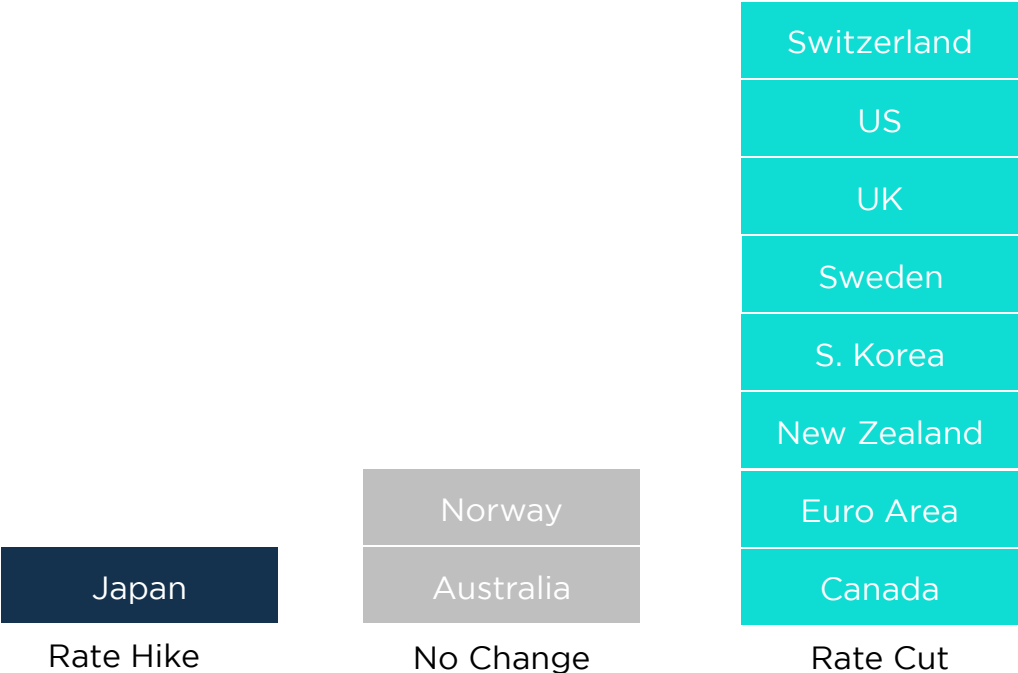 Switzerland
US
UK
Sweden
S. Korea
New Zealand
Norway
Euro Area
Japan
Australia
Canada
Rate Hike
No Change
Rate Cut